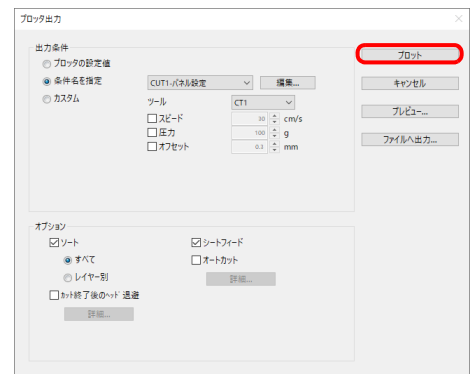 プロッタ出力
出力条件
プロッタの設定値
条件名を指定 CUT1-パネル設定 編集...
カスタム ツール CT1
スピード 30 cm/s
圧力 100 g
オフセット 0.3 mm
プロット
キャンセル
プレビュー...
ファイルへ出力...
オプション
ソート シートフィード
すべて オートカット
レイヤー別 詳細...
カット終了後のヘッド退避
詳細...